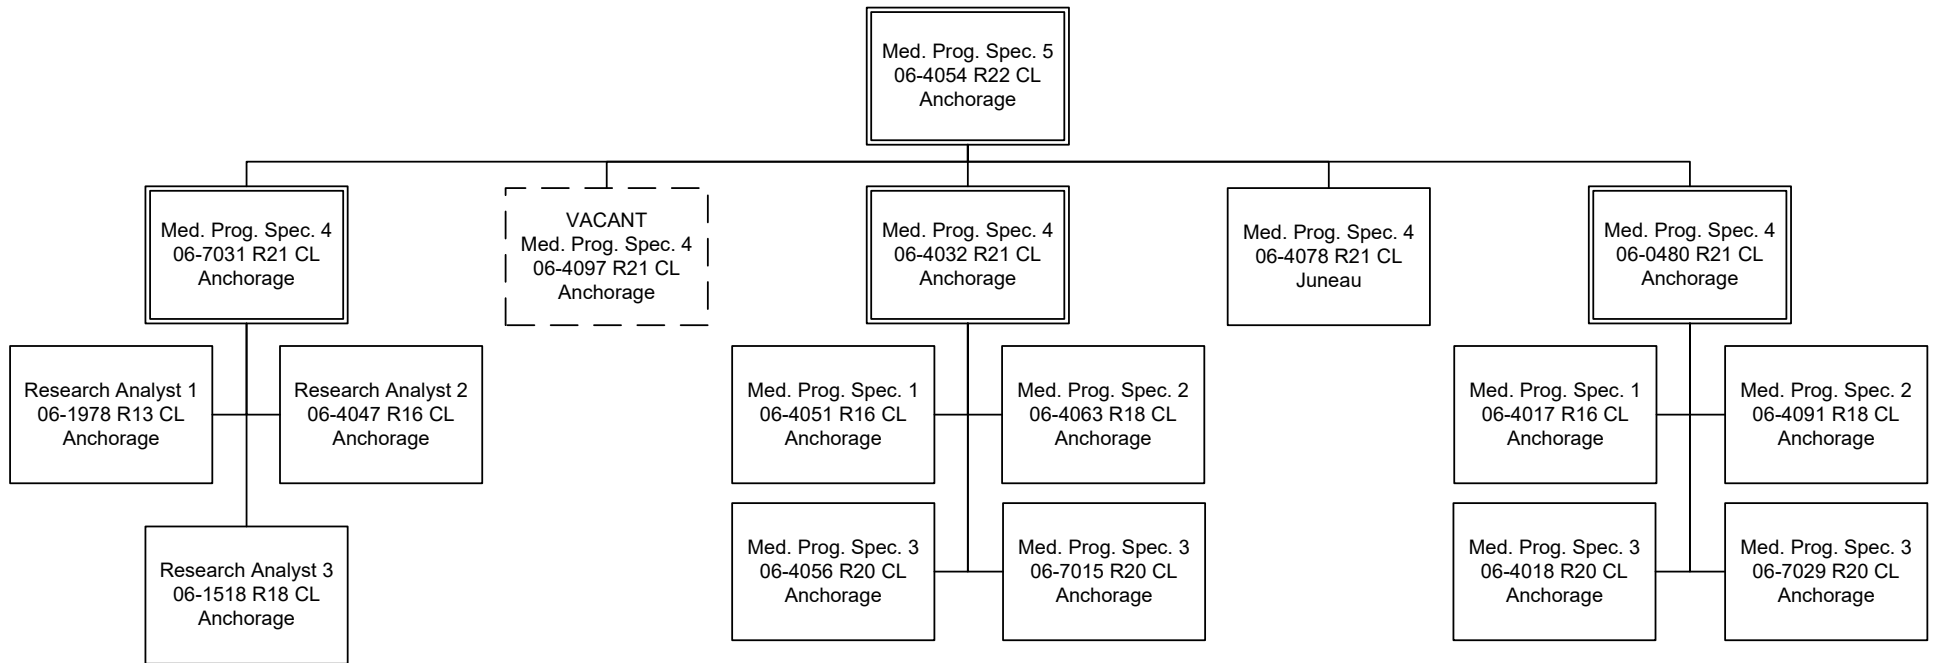 Med. Prog. Spec. 5
06-4054 R22 CL
Anchorage
Med. Prog. Spec. 4
06-7031 R21 CL
Anchorage
VACANT
Med. Prog. Spec. 4
06-4097 R21 CL
Anchorage
Med. Prog. Spec. 4
06-4032 R21 CL
Anchorage
Med. Prog. Spec. 4
06-4078 R21 CL
Juneau
Med. Prog. Spec. 4
06-0480 R21 CL
Anchorage
Research Analyst 1
06-1978 R13 CL
Anchorage
Research Analyst 2
06-4047 R16 CL
Anchorage
Med. Prog. Spec. 1
06-4051 R16 CL
Anchorage
Med. Prog. Spec. 2
06-4063 R18 CL
Anchorage
Med. Prog. Spec. 1
06-4017 R16 CL
Anchorage
Med. Prog. Spec. 2
06-4091 R18 CL
Anchorage
Research Analyst 3
06-1518 R18 CL
Anchorage
Med. Prog. Spec. 3
06-4056 R20 CL
Anchorage
Med. Prog. Spec. 3
06-7015 R20 CL
Anchorage
Med. Prog. Spec. 3
06-4018 R20 CL
Anchorage
Med. Prog. Spec. 3
06-7029 R20 CL
Anchorage